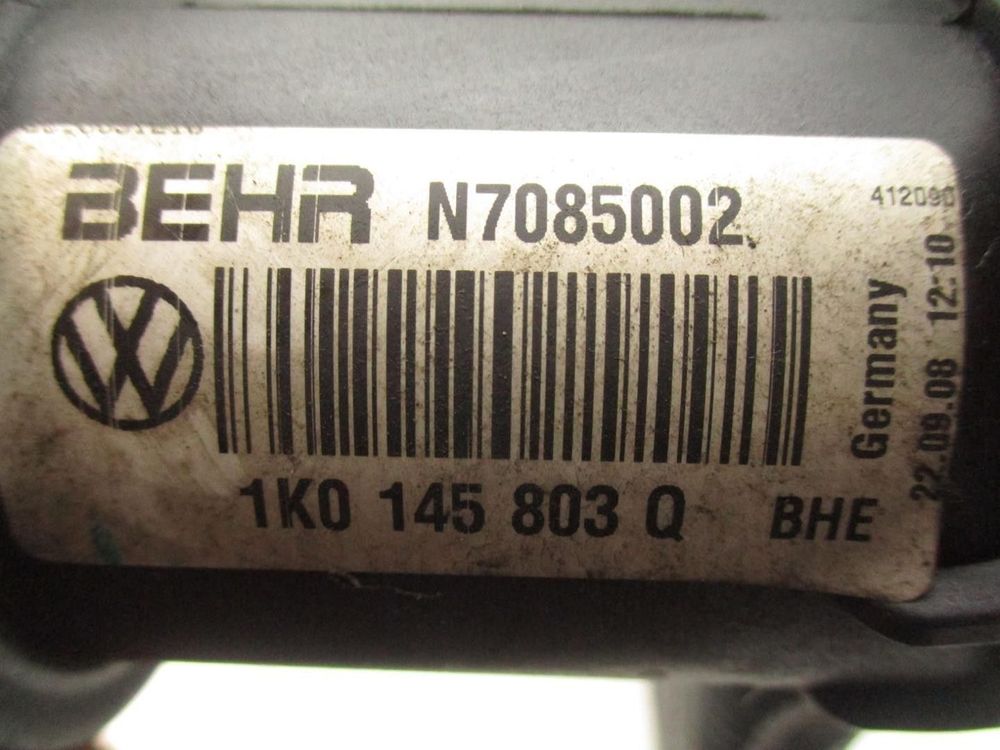 BEHR N7085002
412090
1K0 145 803 Q BHE
Germany
22.09.08 12:10